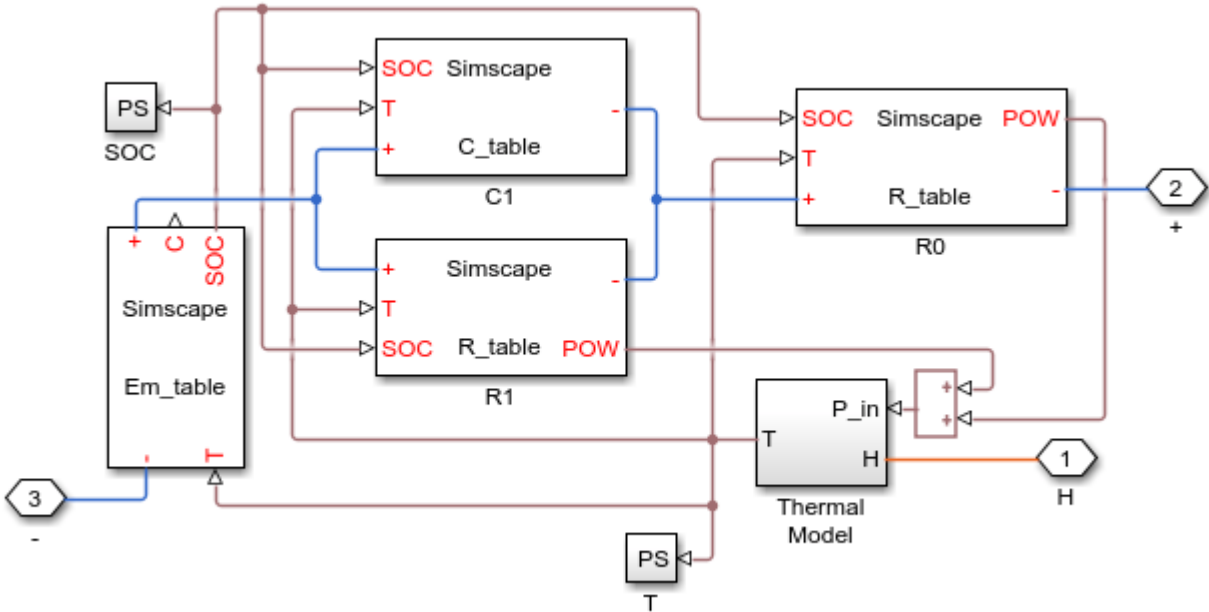 PS
SOC
SOC Simscape
T
-
+ C_table
C1
+ Simscape
-
T
SOC R_table POW
R1
SOC Simscape POW
T
+ R_table -
R0
2
+
+ C SOC
Simscape
Em_table
- T
3
-
P_in
T
H
Thermal
Model
+
+
1
H
PS
T